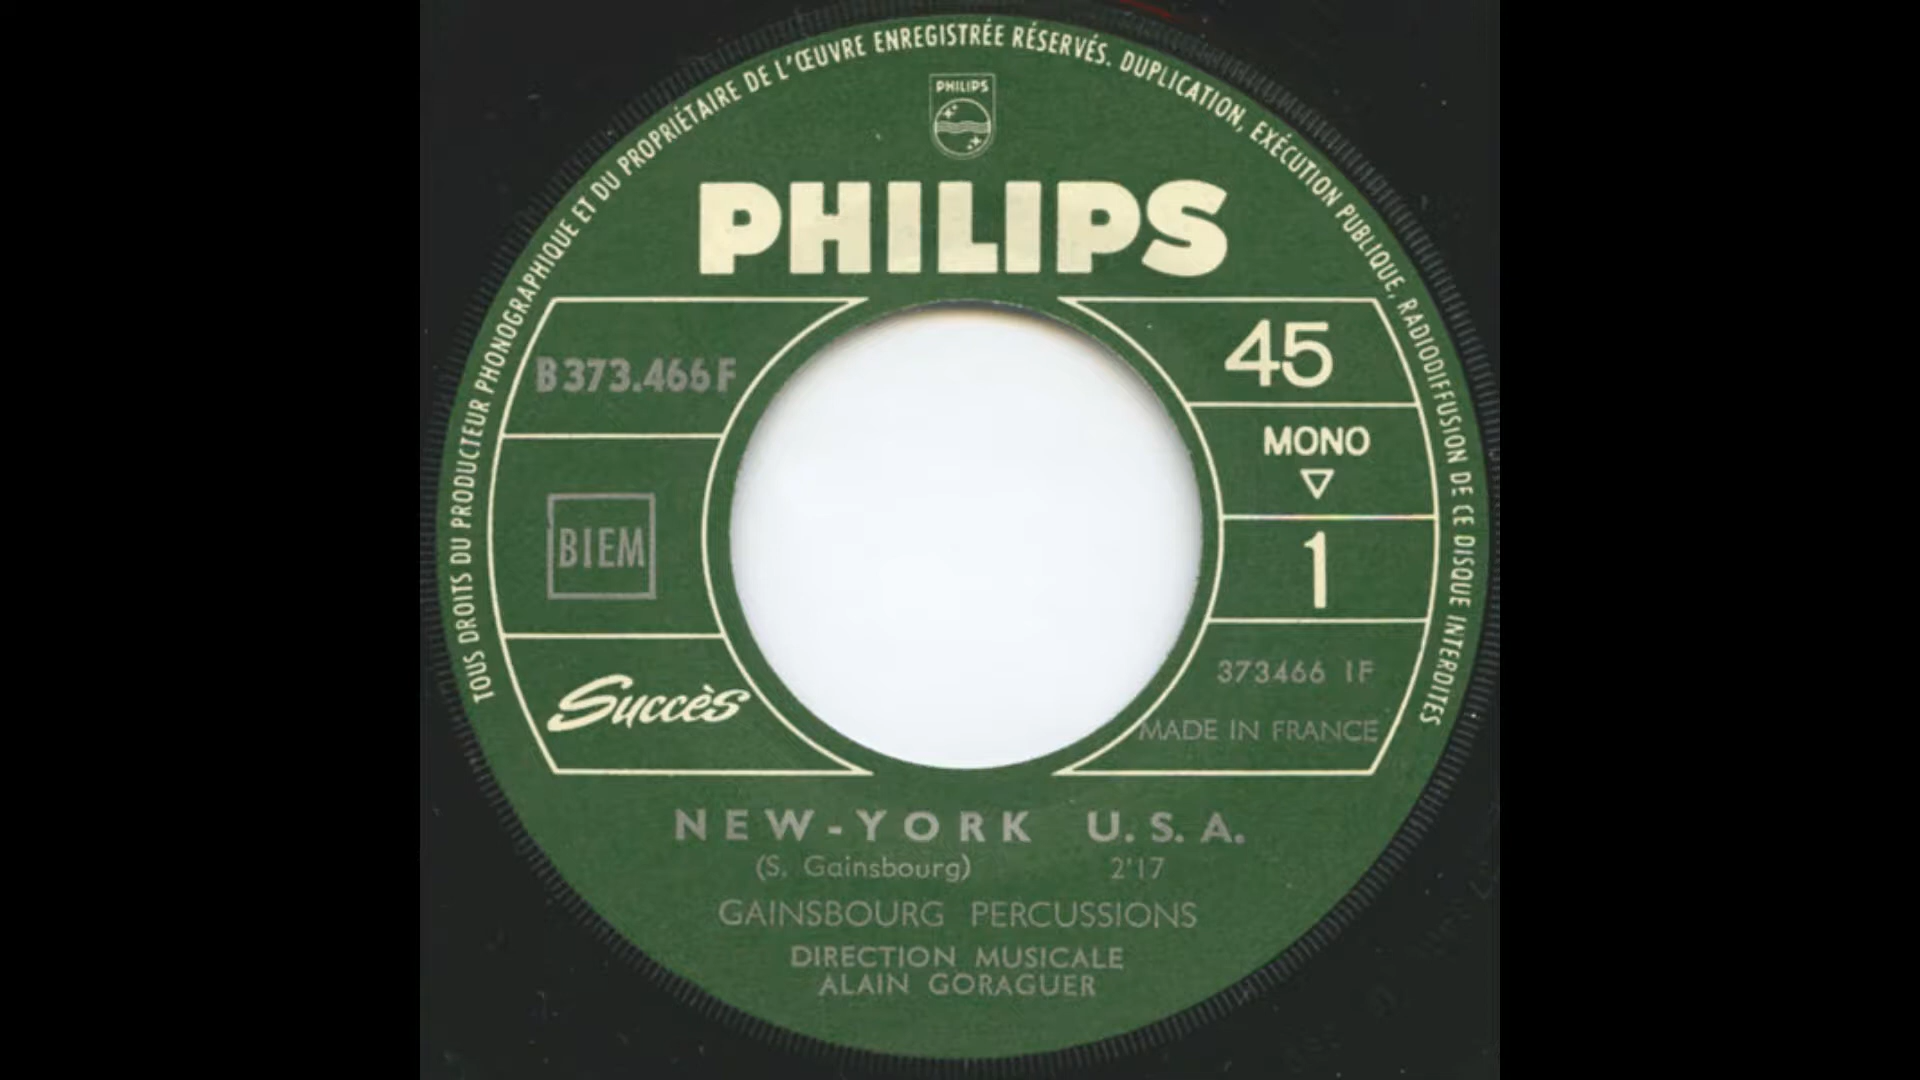 TOUS DROITS DU PRODUCTEUR PHONOGRAPHIQUE ET DU PROPRIÉTAIRE DE L'ŒUVRE ENREGISTRÉE RÉSERVÉS. DUPLICATION, EXÉCUTION PUBLIQUE, RADIODIFFUSION DE CE DISQUE INTERDITES
PHILIPS
PHILIPS
B 373.466 F
45
MONO
BIEM
1
Succès
373466 1F
MADE IN FRANCE
NEW-YORK U.S.A.
(S. Gainsbourg) 2'17
GAINSBOURG PERCUSSIONS
DIRECTION MUSICALE
ALAIN GORAGUER